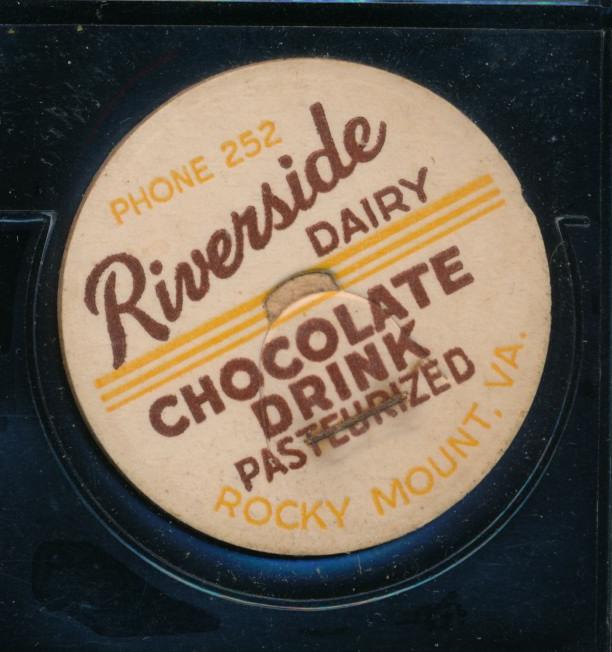 PHONE 252
Riverside
DAIRY
CHOCOLATE
DRINK
PASTEURIZED
ROCKY MOUNT, VA.